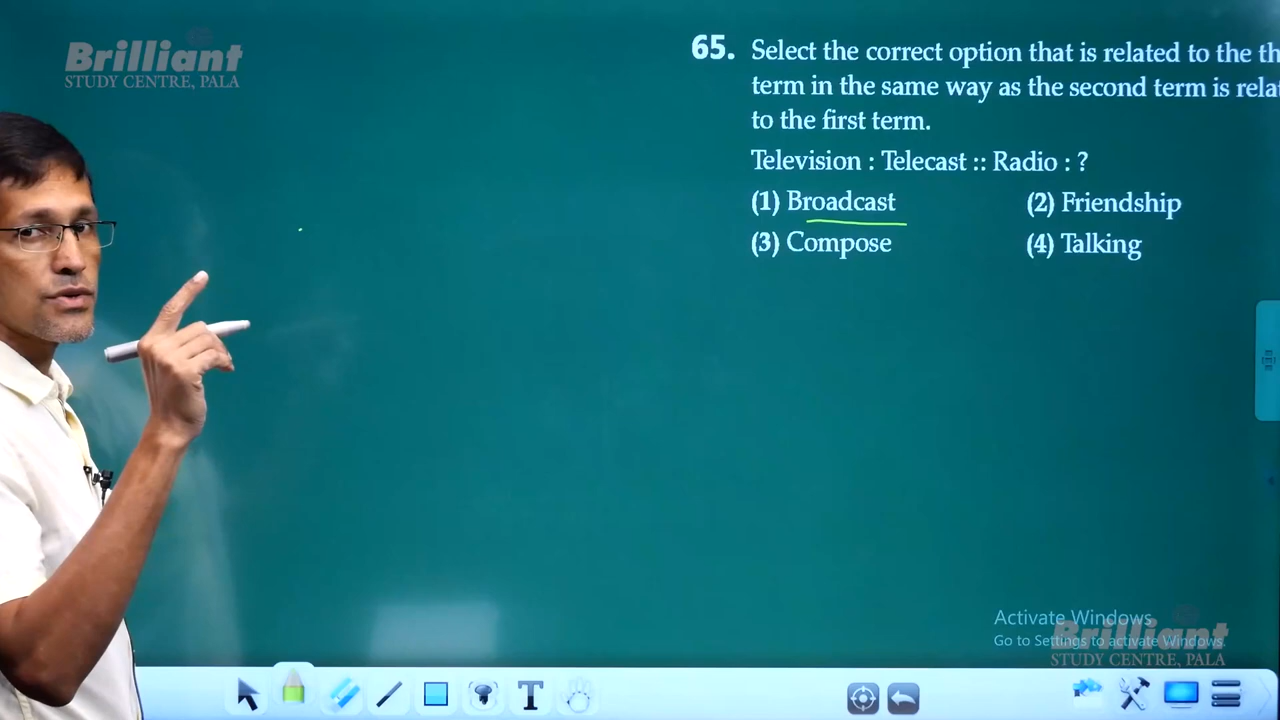 Brilliant
STUDY CENTRE, PALA
65. Select the correct option that is related to the th
term in the same way as the second term is rela
to the first term.
Television : Telecast :: Radio : ?
(1) Broadcast (2) Friendship
(3) Compose (4) Talking
Activate Windows
Go to Settings to activate Windows.
Brilliant
STUDY CENTRE, PALA
T